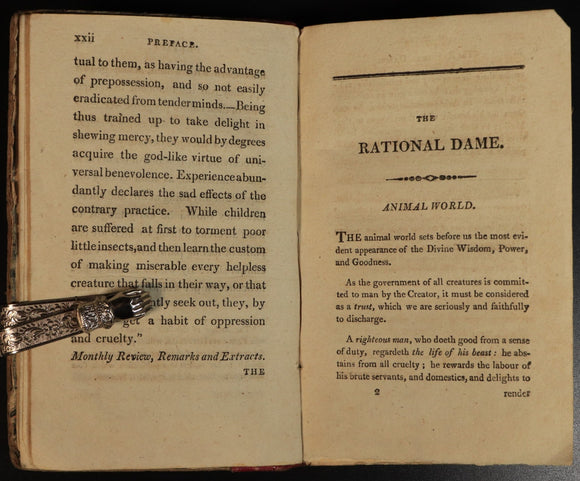 xxii
PREFACE.
tual to them, as having the advantage
of prepossession, and so not easily
eradicated from tender minds.—Being
thus trained up to take delight in
shewing mercy, they would by degrees
acquire the god-like virtue of uni-
versal benevolence. Experience abun-
dantly declares the sad effects of the
contrary practice. While children
are suffered at first to torment poor
little insects, and then learn the custom
of making miserable every helpless
creature that falls in their way, or that
seek out, they, by
get a habit of oppression
and cruelty."
Monthly Review, Remarks and Extracts.
THE
THE
RATIONAL DAME.
ANIMAL WORLD.
THE animal world sets before us the most evi-
dent appearance of the Divine Wisdom, Power,
and Goodness.
As the government of all creatures is commit-
ted to man by the Creator, it must be considered
as a trust, which we are seriously and faithfully
to discharge.
A righteous man, who doeth good from a sense
of duty, regardeth the life of his beast: he abs-
tains from all cruelty; he rewards the labour of
his brute servants, and domestics, and delights to
2
render